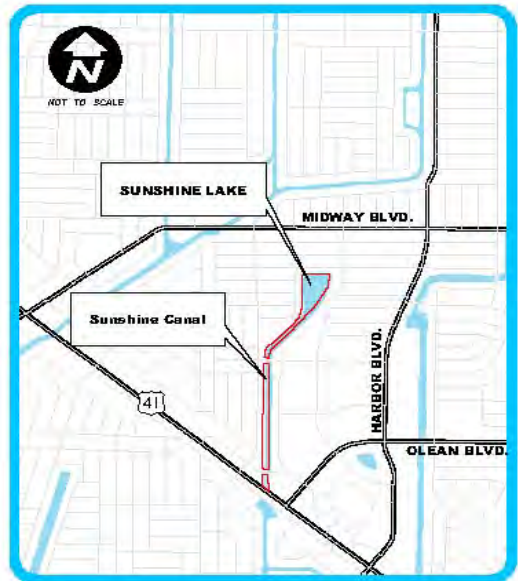 N
NOT TO SCALE
SUNSHINE LAKE
MIDWAY BLVD.
Sunshine Canal
HARBOR BLVD.
41
OLEAN BLVD.